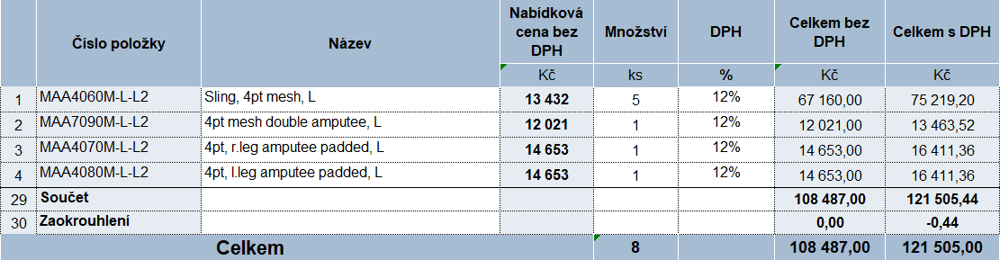 Číslo položky Název Nabídková cena bez DPH Množství DPH Celkem bez DPH Celkem s DPH
Kč ks % Kč Kč
1 MAA4060M-L-L2 Sling, 4pt mesh, L 13 432 5 12% 67 160,00 75 219,20
2 MAA7090M-L-L2 4pt mesh double amputee, L 12 021 1 12% 12 021,00 13 463,52
3 MAA4070M-L-L2 4pt, r.leg amputee padded, L 14 653 1 12% 14 653,00 16 411,36
4 MAA4080M-L-L2 4pt, l.leg amputee padded, L 14 653 1 12% 14 653,00 16 411,36
29 Součet 108 487,00 121 505,44
30 Zaokrouhlení 0,00 -0,44
Celkem 8 108 487,00 121 505,00